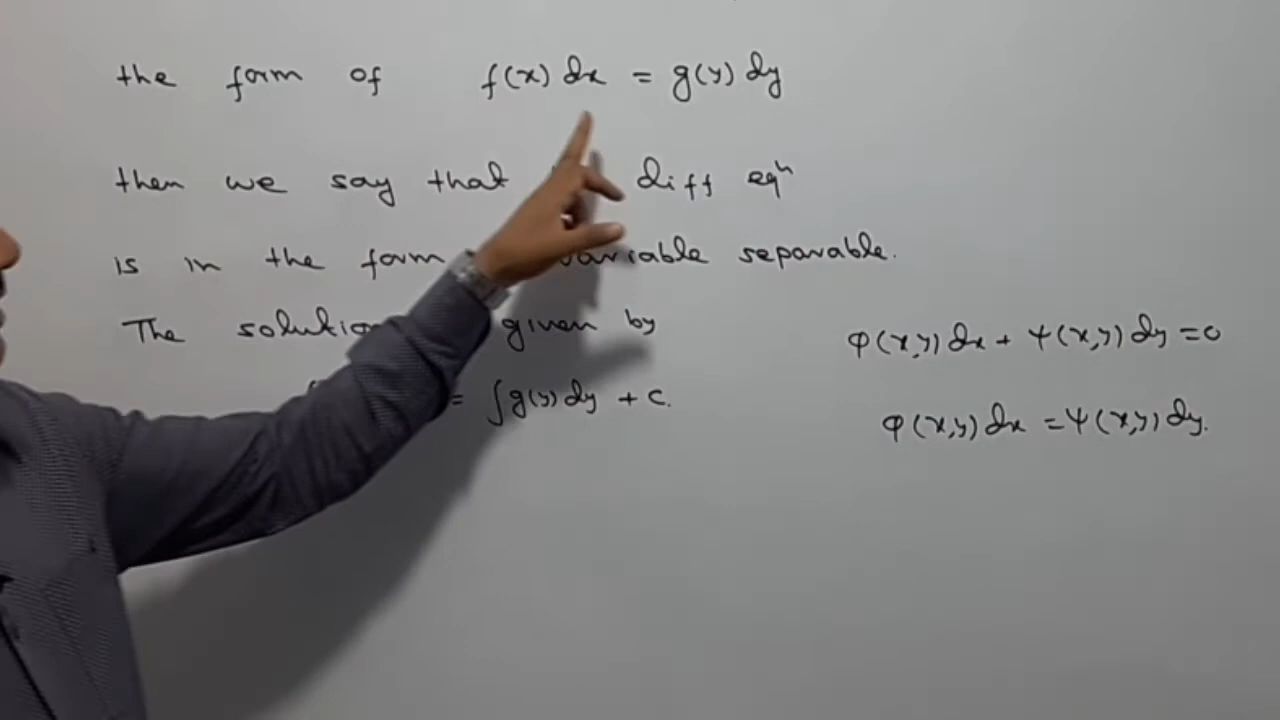 the form of f(x) dx = g(y) dy
then we say that diff eqⁿ
is in the form variable separable.
The solution given by
= ∫g(y) dy + c.
φ(x,y) dx + ψ(x,y) dy = 0
φ(x,y) dx = ψ(x,y) dy.